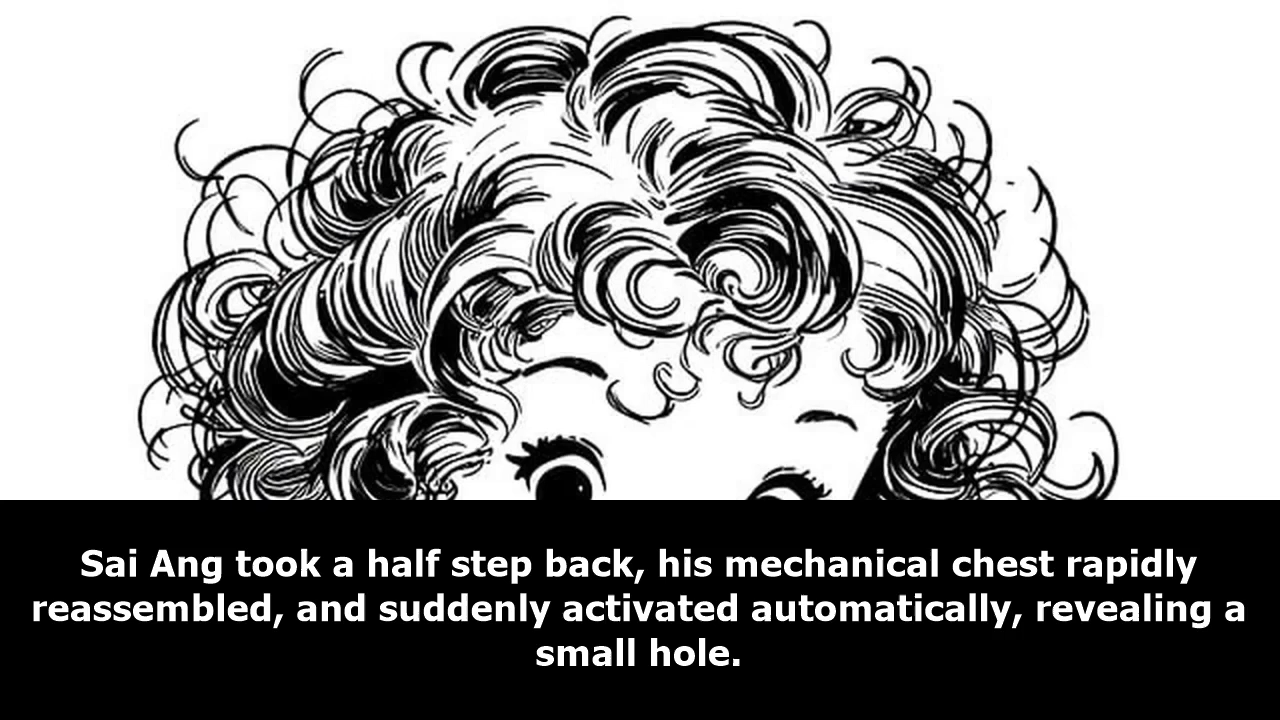 Sai Ang took a half step back, his mechanical chest rapidly
reassembled, and suddenly activated automatically, revealing a
small hole.